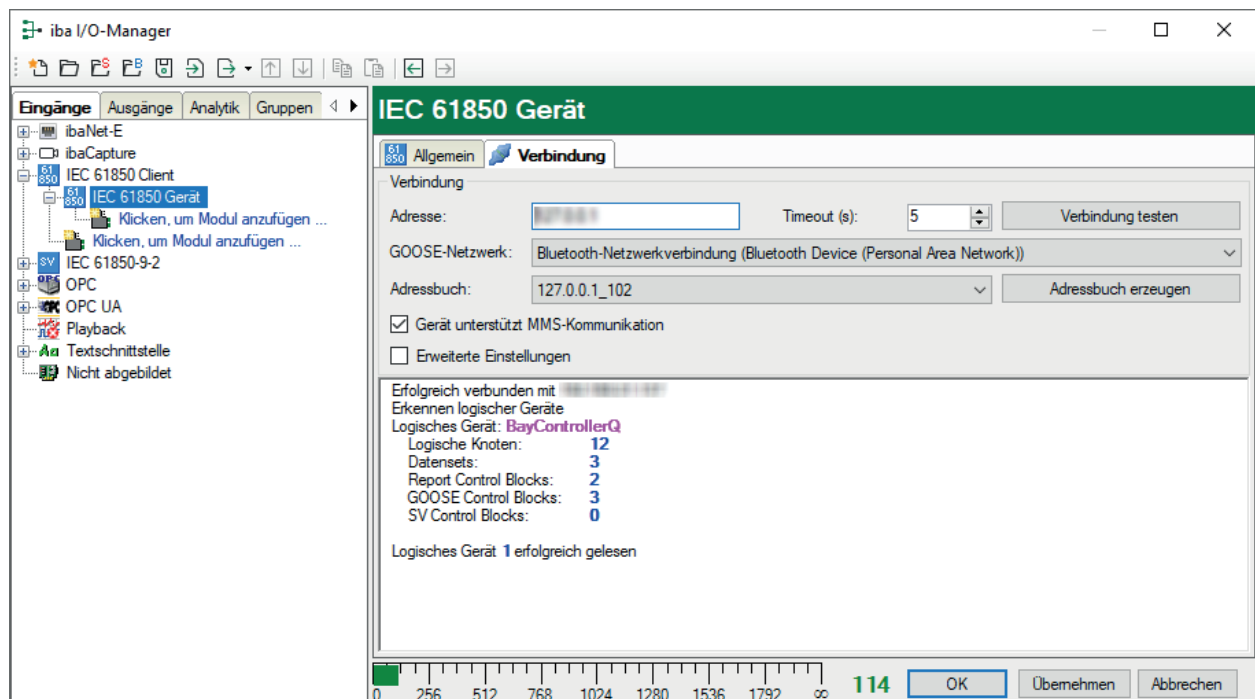 iba I/O-Manager
Eingänge Ausgänge Analytik Gruppen
ibaNet-E
ibaCapture
IEC 61850 Client
IEC 61850 Gerät
Klicken, um Modul anzufügen ...
Klicken, um Modul anzufügen ...
IEC 61850-9-2
OPC
OPC UA
Playback
Textschnittstelle
Nicht abgebildet
IEC 61850 Gerät
Allgemein Verbindung
Verbindung
Adresse: Timeout (s): 5 Verbindung testen
GOOSE-Netzwerk: Bluetooth-Netzwerkverbindung (Bluetooth Device (Personal Area Network))
Adressbuch: 127.0.0.1_102 Adressbuch erzeugen
Gerät unterstützt MMS-Kommunikation
Erweiterte Einstellungen
Erfolgreich verbunden mit
Erkennen logischer Geräte
Logisches Gerät: BayControllerQ
Logische Knoten: 12
Datensets: 3
Report Control Blocks: 2
GOOSE Control Blocks: 3
SV Control Blocks: 0
Logisches Gerät 1 erfolgreich gelesen
0 256 512 768 1024 1280 1536 1792 ∞ 114 OK Übernehmen Abbrechen